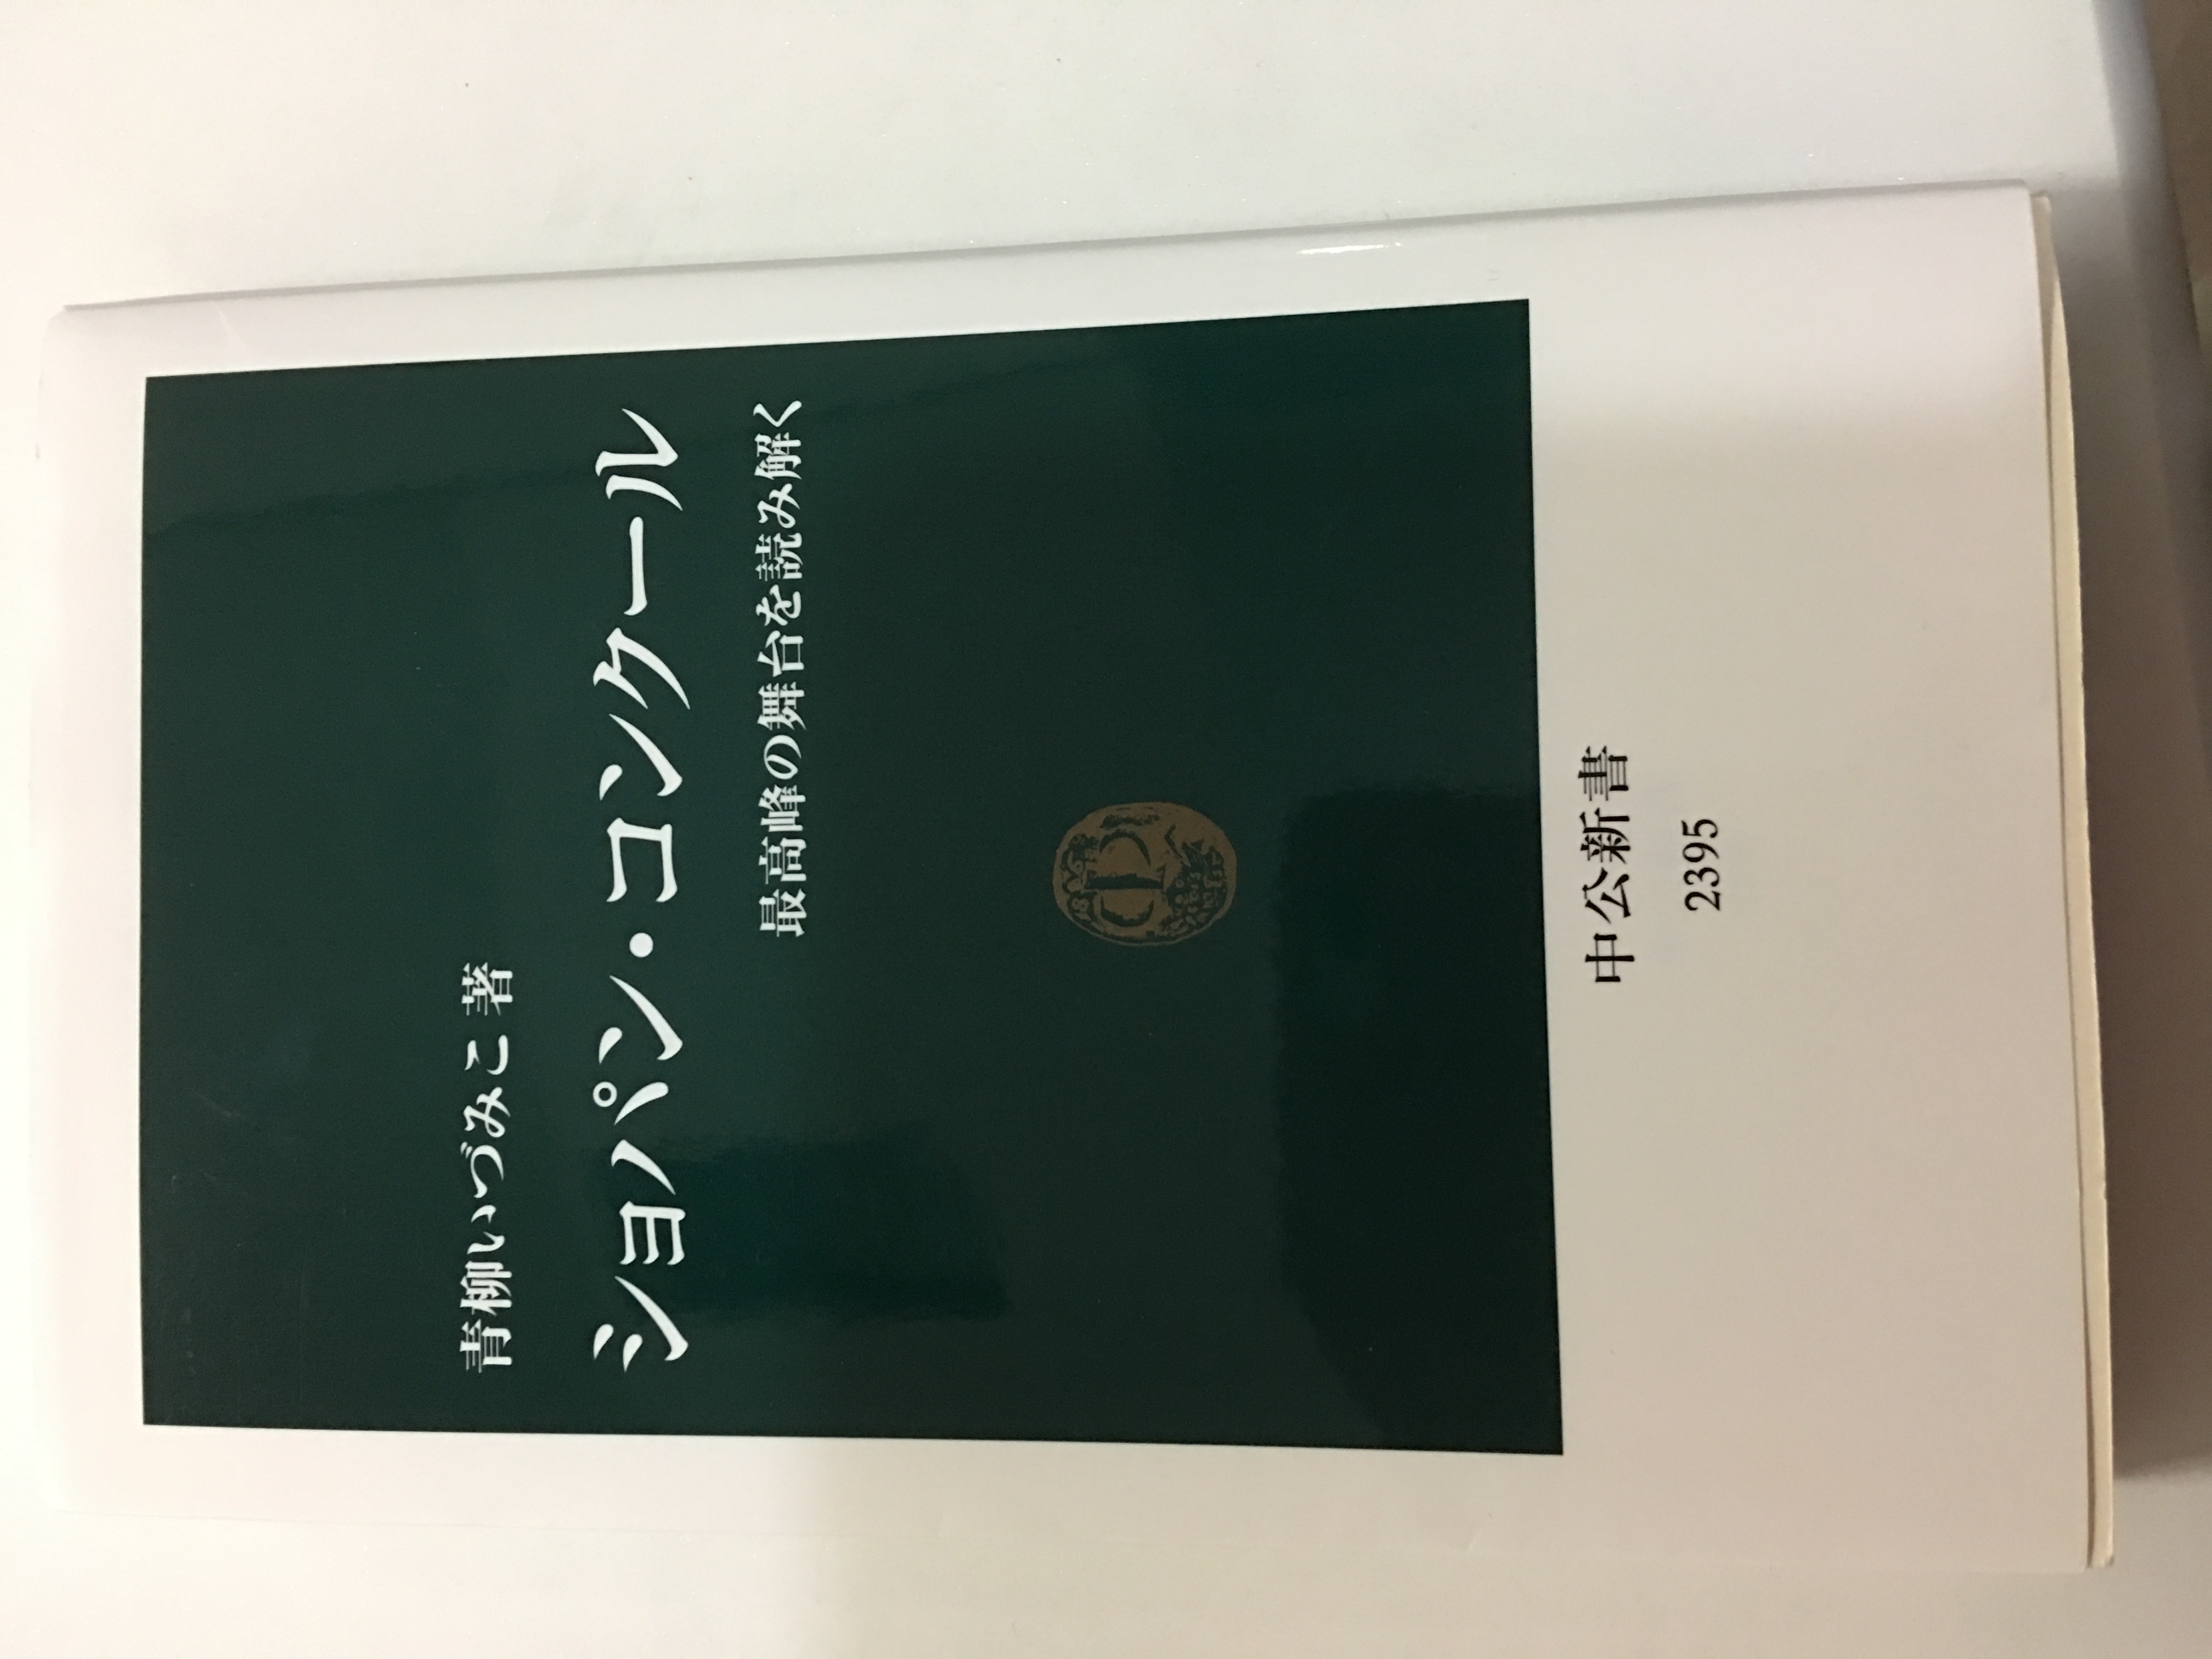 青柳いづみこ 著
ショパン・コンクール
最高峰の舞台を読み解く
中公新書
2395